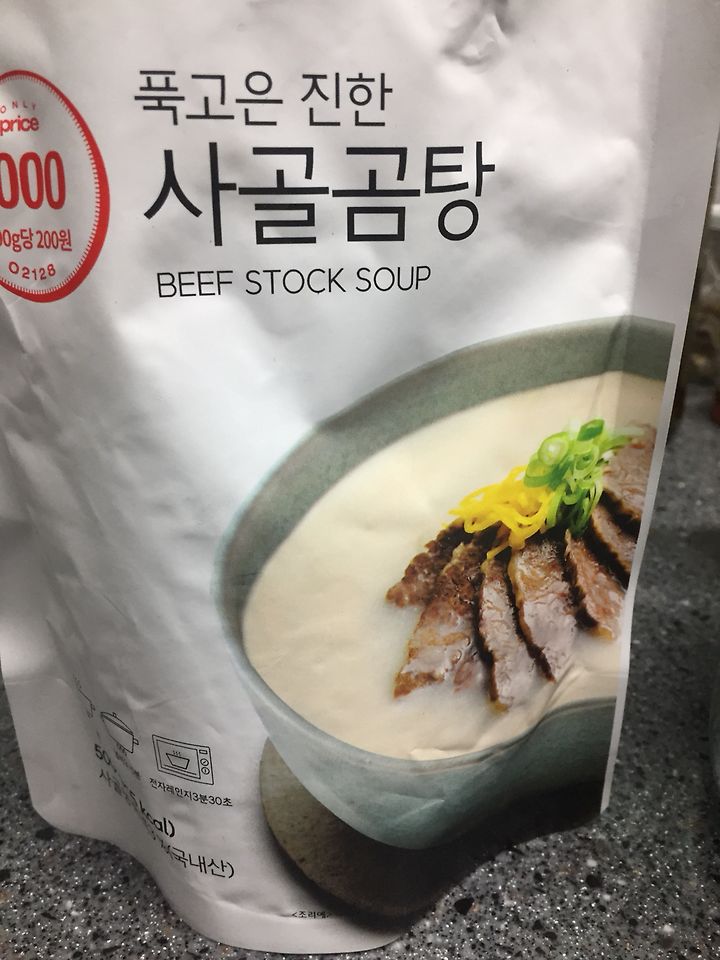 푹고은 진한
사골곰탕
BEEF STOCK SOUP
ONLY
price
000
0g당 200원
O2128
전자레인지3분30초
kcal)
(국내산)
<조리예>